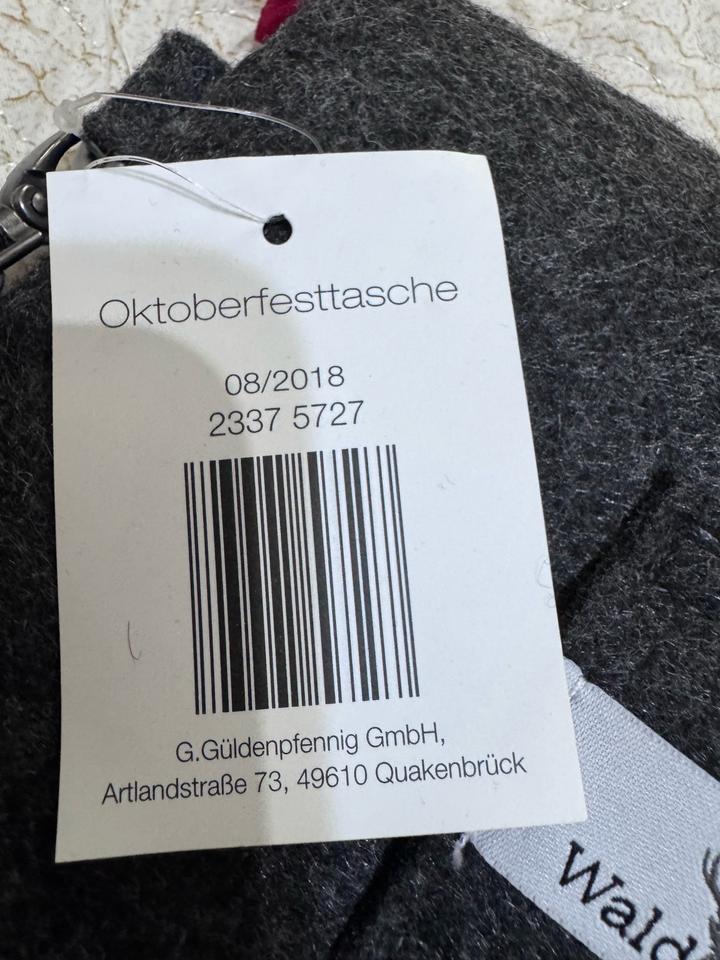 Oktoberfesttasche
08/2018
2337 5727
G.Güldenpfennig GmbH,
Artlandstraße 73, 49610 Quakenbrück